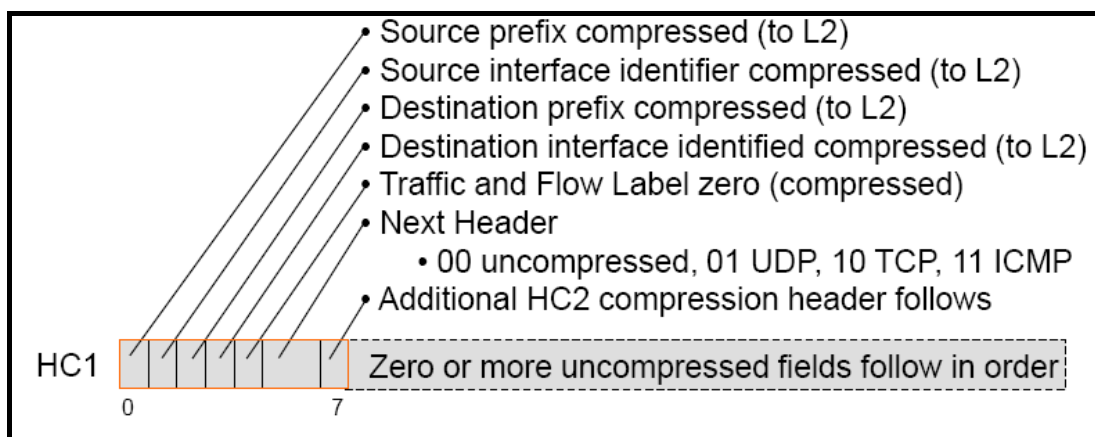 • Source prefix compressed (to L2)
• Source interface identifier compressed (to L2)
• Destination prefix compressed (to L2)
• Destination interface identified compressed (to L2)
• Traffic and Flow Label zero (compressed)
• Next Header
• 00 uncompressed, 01 UDP, 10 TCP, 11 ICMP
• Additional HC2 compression header follows
HC1 Zero or more uncompressed fields follow in order
0 7